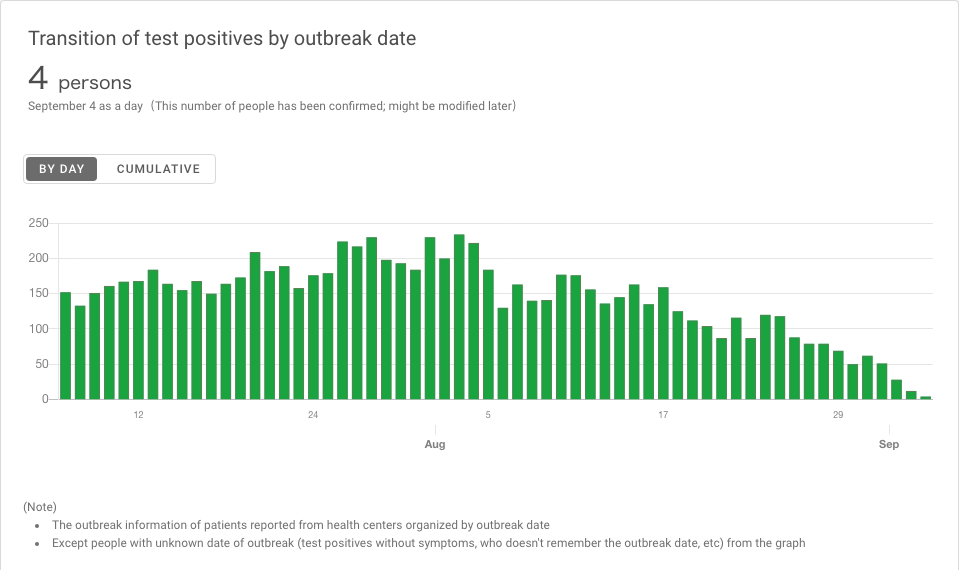 Transition of test positives by outbreak date
4 persons
September 4 as a day (This number of people has been confirmed; might be modified later)
BY DAY CUMULATIVE
250
200
150
100
50
0
12 24 5 17 29
Aug Sep
(Note)
• The outbreak information of patients reported from health centers organized by outbreak date
• Except people with unknown date of outbreak (test positives without symptoms, who doesn't remember the outbreak date, etc) from the graph